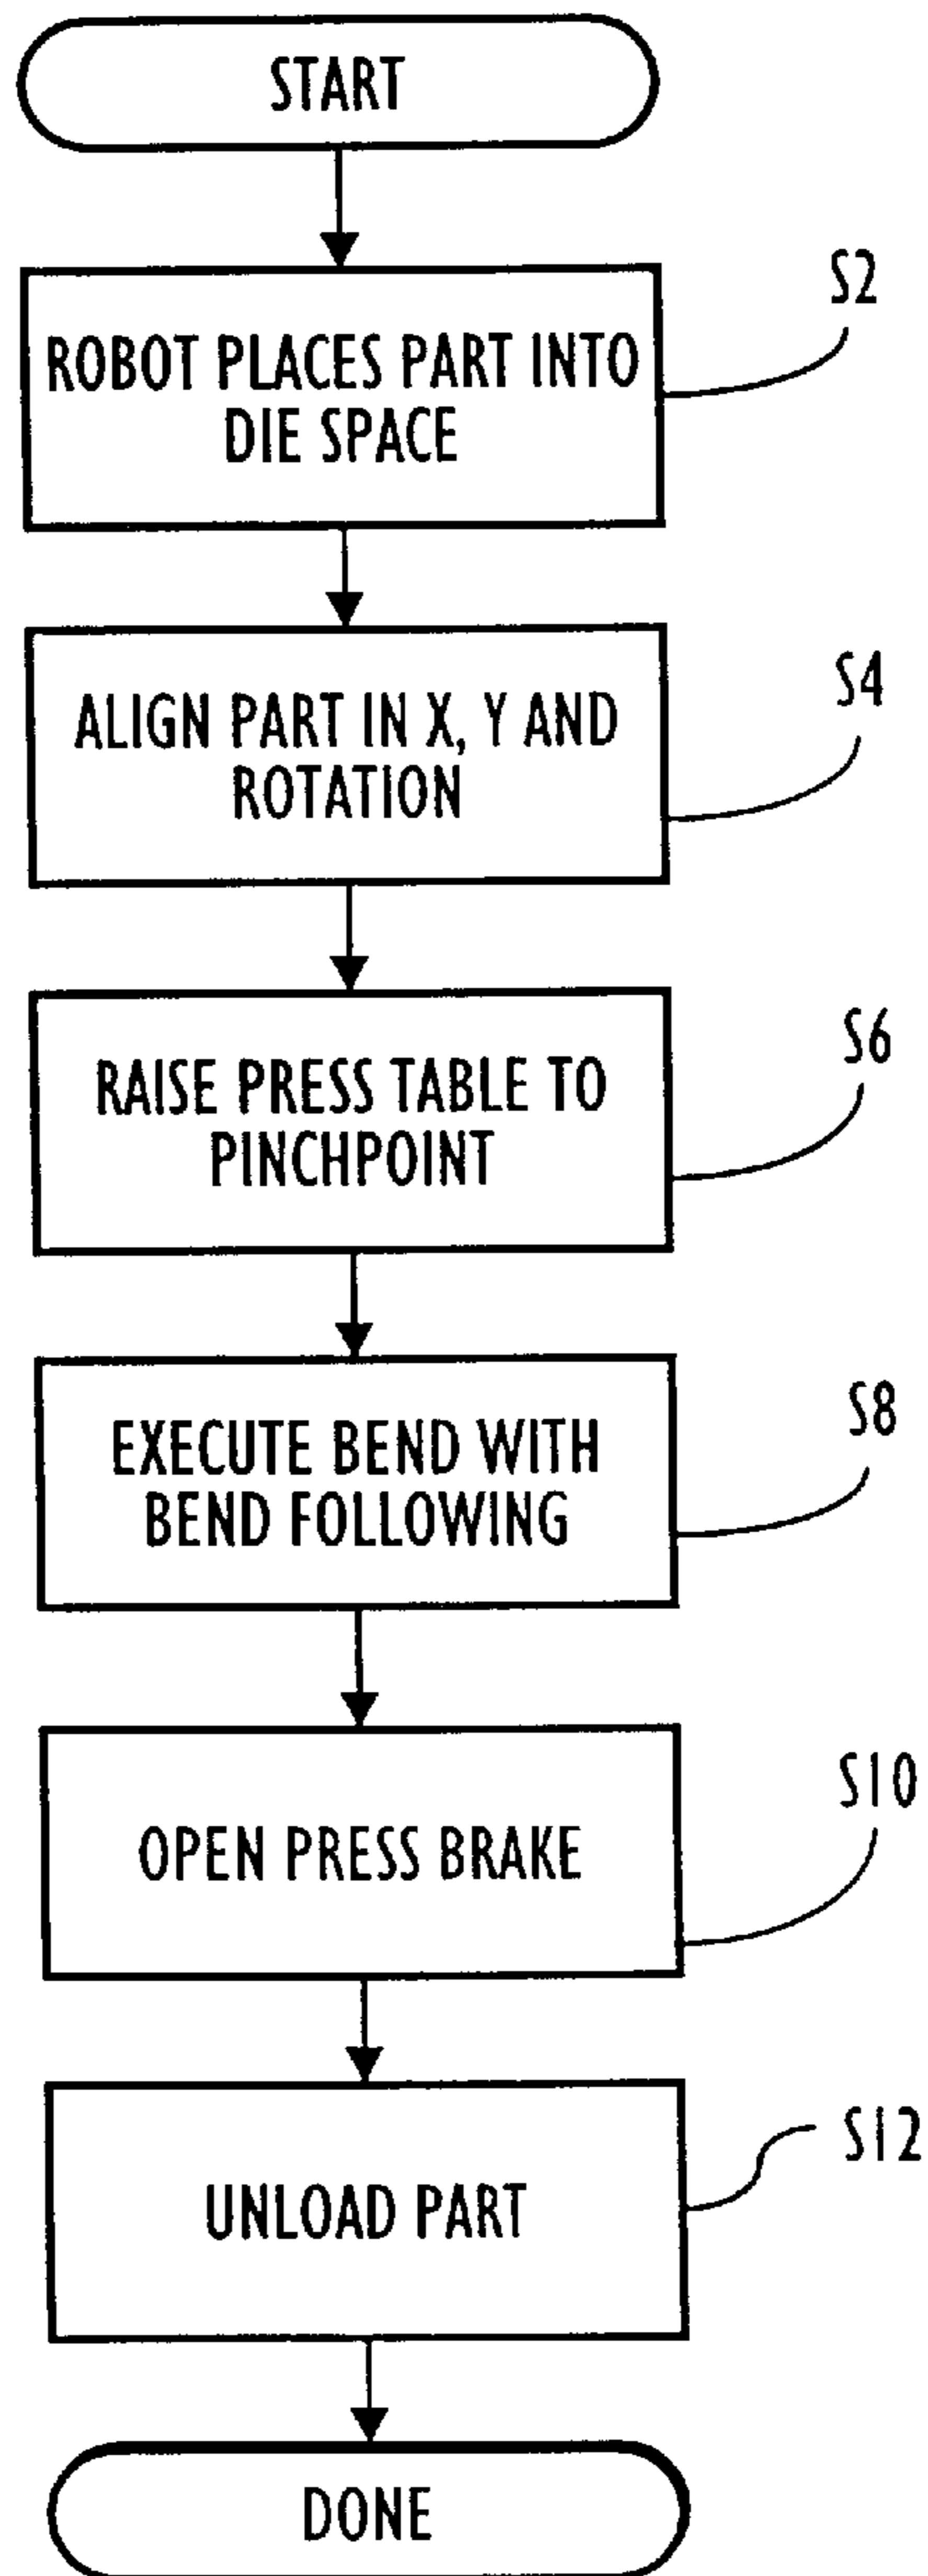 START
S2
ROBOT PLACES PART INTO
DIE SPACE
S4
ALIGN PART IN X, Y AND
ROTATION
S6
RAISE PRESS TABLE TO
PINCHPOINT
S8
EXECUTE BEND WITH
BEND FOLLOWING
S10
OPEN PRESS BRAKE
S12
UNLOAD PART
DONE